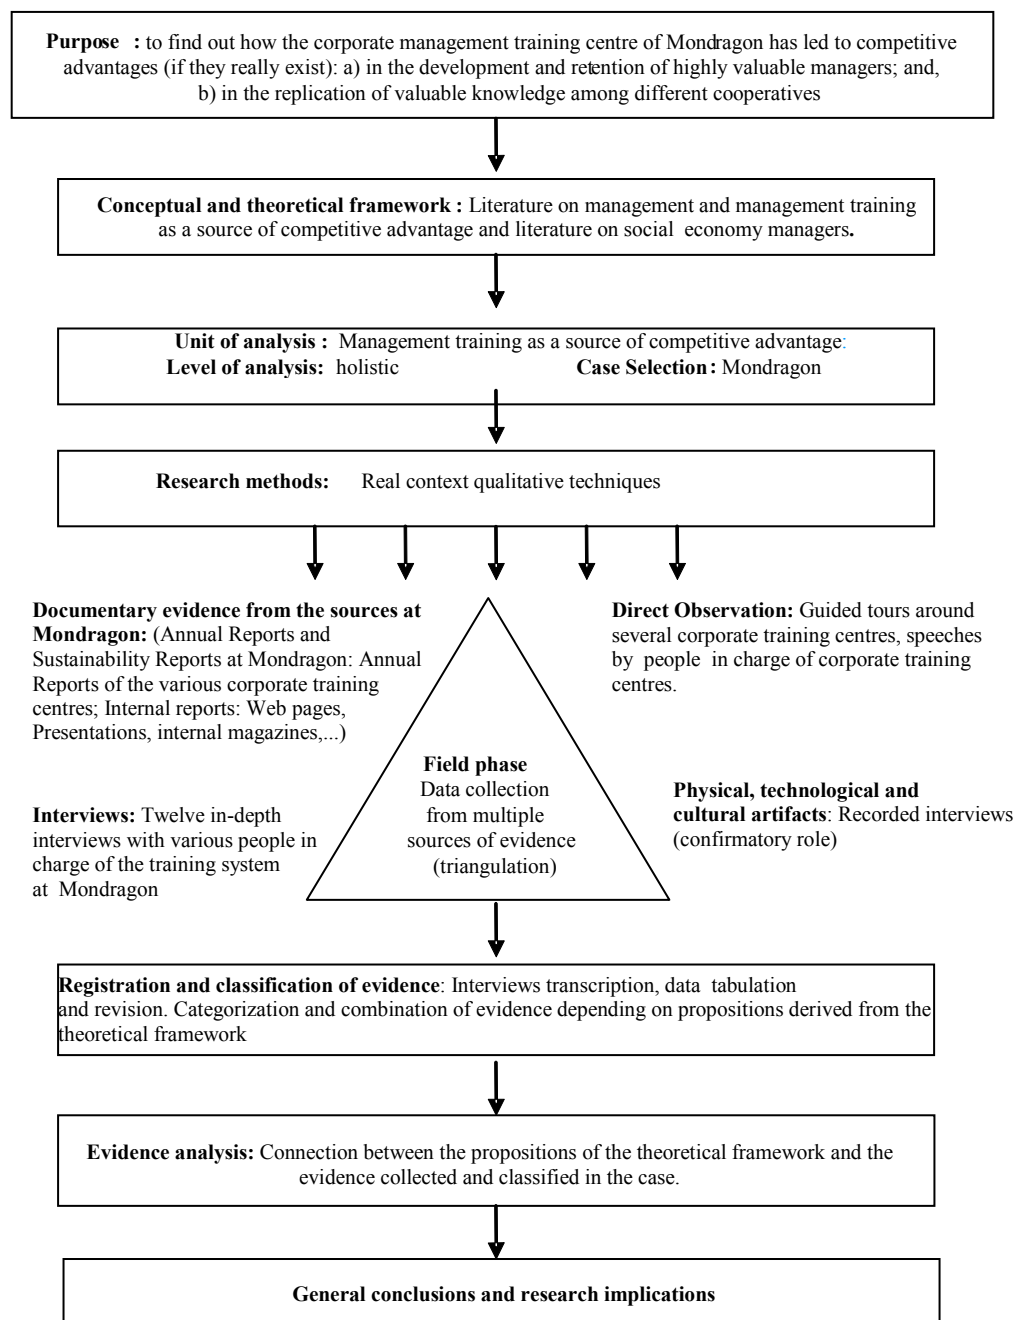 Purpose : to find out how the corporate management training centre of Mondragon has led to competitive
advantages (if they really exist): a) in the development and retention of highly valuable managers; and,
b) in the replication of valuable knowledge among different cooperatives
Conceptual and theoretical framework : Literature on management and management training
as a source of competitive advantage and literature on social economy managers.
Unit of analysis : Management training as a source of competitive advantage:
Level of analysis: holistic Case Selection: Mondragon
Research methods: Real context qualitative techniques
Documentary evidence from the sources at
Mondragon: (Annual Reports and
Sustainability Reports at Mondragon: Annual
Reports of the various corporate training
centres; Internal reports: Web pages,
Presentations, internal magazines,...)
Direct Observation: Guided tours around
several corporate training centres, speeches
by people in charge of corporate training
centres.
Interviews: Twelve in-depth
interviews with various people in
charge of the training system
at Mondragon
Field phase
Data collection
from multiple
sources of evidence
(triangulation)
Physical, technological and
cultural artifacts: Recorded interviews
(confirmatory role)
Registration and classification of evidence: Interviews transcription, data tabulation
and revision. Categorization and combination of evidence depending on propositions derived from the
theoretical framework
Evidence analysis: Connection between the propositions of the theoretical framework and the
evidence collected and classified in the case.
General conclusions and research implications